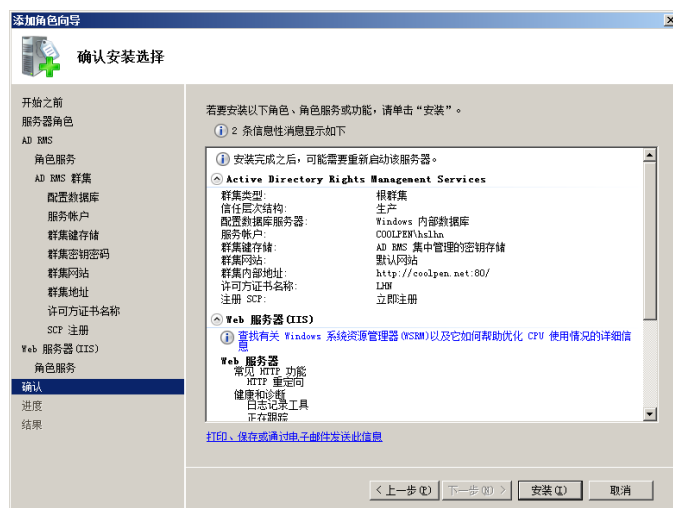 添加角色向导
确认安装选择
开始之前
服务器角色
AD RMS
角色服务
AD RMS 群集
配置数据库
服务帐户
群集键存储
群集密钥密码
群集网站
群集地址
许可方证书名称
SCP 注册
Web 服务器(IIS)
角色服务
确认
进度
结果
若要安装以下角色、角色服务或功能，请单击“安装”。
2 条信息性消息显示如下
安装完成之后，可能需要重新启动该服务器。
Active Directory Rights Management Services
群集类型: 根群集
信任层次结构: 生产
配置数据库服务器: Windows 内部数据库
服务帐户: COOLPEN\hslhn
群集键存储: AD RMS 集中管理的密钥存储
群集网站: 默认网站
群集内部地址: http://coolpen.net:80/
许可方证书名称: LHN
注册 SCP: 立即注册
Web 服务器(IIS)
查找有关 Windows 系统资源管理器(WSRM)以及它如何帮助优化 CPU 使用情况的详细信
息
Web 服务器
常见 HTTP 功能
HTTP 重定向
健康和诊断
日志记录工具
正在跟踪
打印、保存或通过电子邮件发送此信息
< 上一步(P) 下一步(N) > 安装(I) 取消